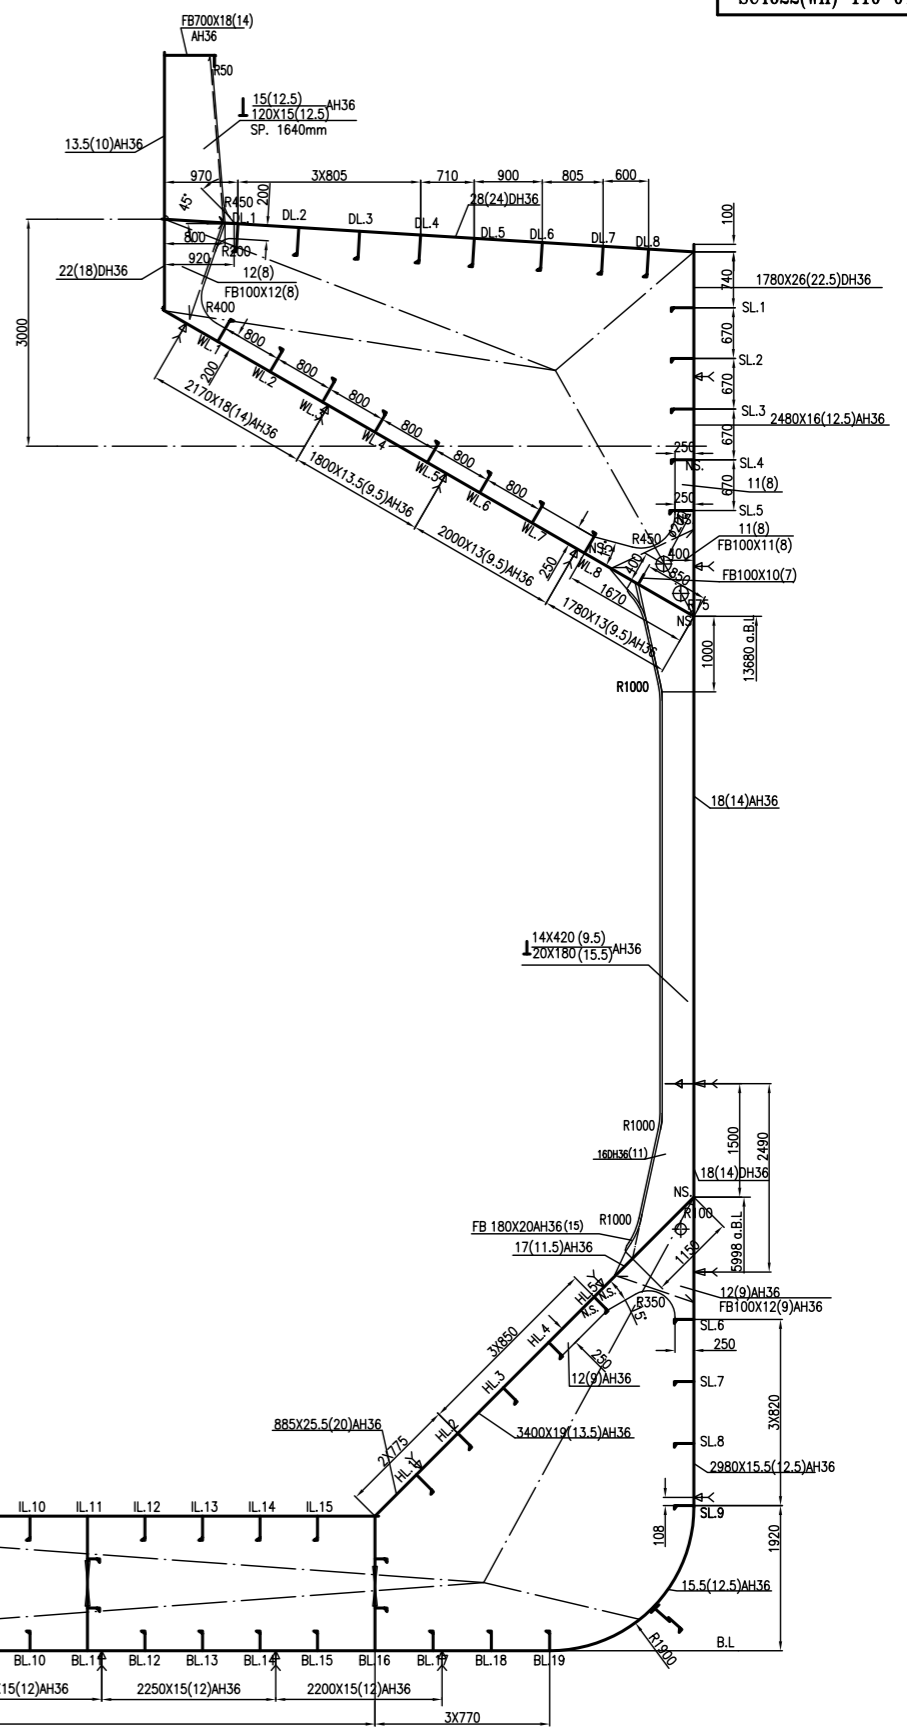 FB700X18(14)
AH36
R50
15(12.5)
AH36
120X15(12.5)
SP. 1640mm
13.5(10)AH36
970
3X805
710
900
805
600
28(24)DH36
45°
R450
200
100
DL.1
DL.2
DL.3
DL.4
DL.5
DL.6
DL.7
DL.8
800
R200
920
22(18)DH36
12(8)
FB100X12(8)
R400
3000
740
1780X26(22.5)DH36
SL.1
670
SL.2
670
SL.3
2480X16(12.5)AH36
670
250
NS.
SL.4
670
11(8)
250
SL.5
WL.1
WL.2
WL.3
WL.4
WL.5
WL.6
WL.7
WL.8
800
800
800
800
800
800
200
2170X18(14)AH36
1800X13.5(9.5)AH36
2000X13(9.5)AH36
1780X13(9.5)AH36
250
NS.
R450
11(8)
FB100X11(8)
400
400
850
FB100X10(7)
1670
R75
NS
1000
13680 a.B.L
R1000
18(14)AH36
14X420 (9.5)
AH36
20X180 (15.5)
R1000
16DH36(11)
1500
2490
18(14)DH36
NS.
R100
5998 a.B.L
R1000
FB 180X20AH36 (15)
17(11.5)AH36
1150
12(9)AH36
FB100X12(9)AH36
R350
HL.5
N.S.
N.S.
HL.4
HL.3
HL.2
HL.1
3X850
2X775
250
12(9)AH36
885X25.5(20)AH36
3400X19(13.5)AH36
SL.6
250
SL.7
3X820
SL.8
2980X15.5(12.5)AH36
SL.9
108
1920
15.5(12.5)AH36
R1900
B.L
IL.10
IL.11
IL.12
IL.13
IL.14
IL.15
BL.10
BL.11
BL.12
BL.13
BL.14
BL.15
BL.16
BL.17
BL.18
BL.19
X15(12)AH36
2250X15(12)AH36
2200X15(12)AH36
3X770